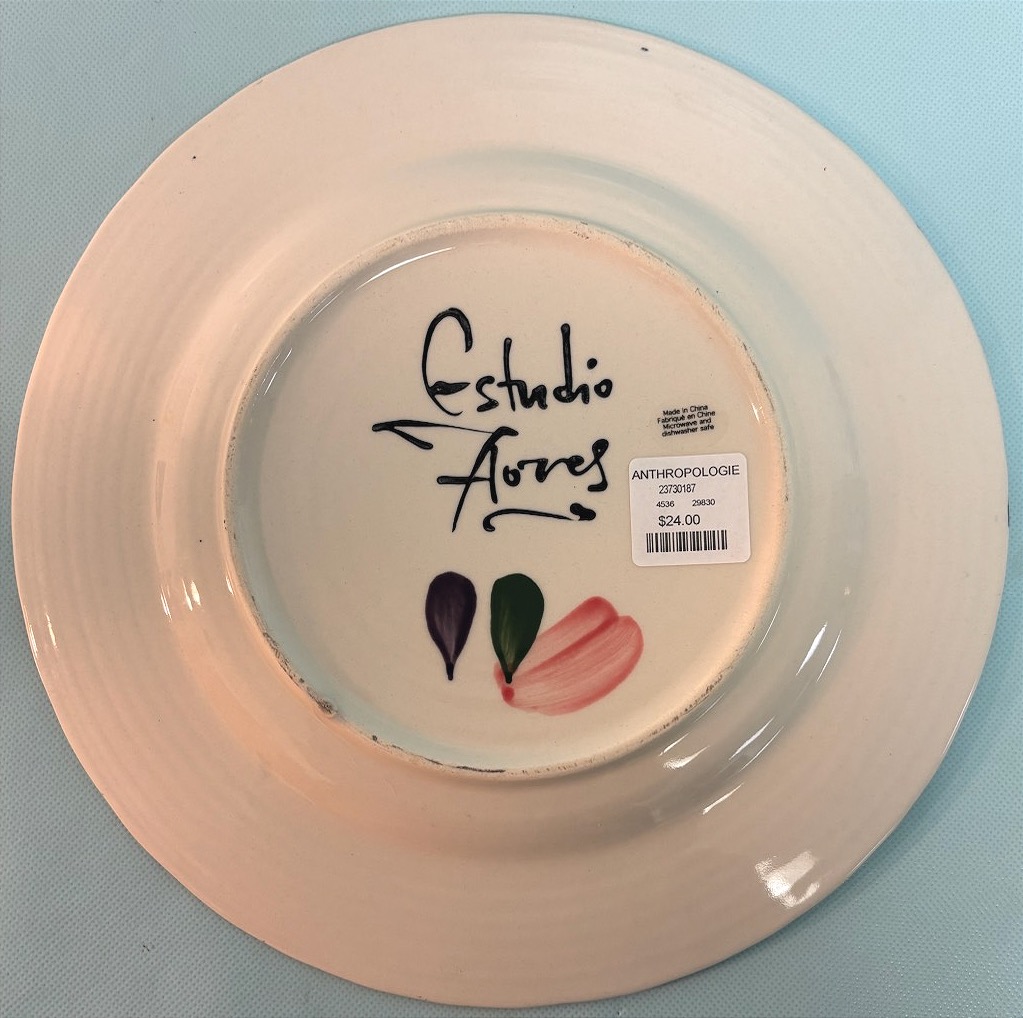 Estudio
Flores
Made in China
Fabriqué en Chine
Microwave and
dishwasher safe
ANTHROPOLOGIE
23730187
4536 29830
$24.00